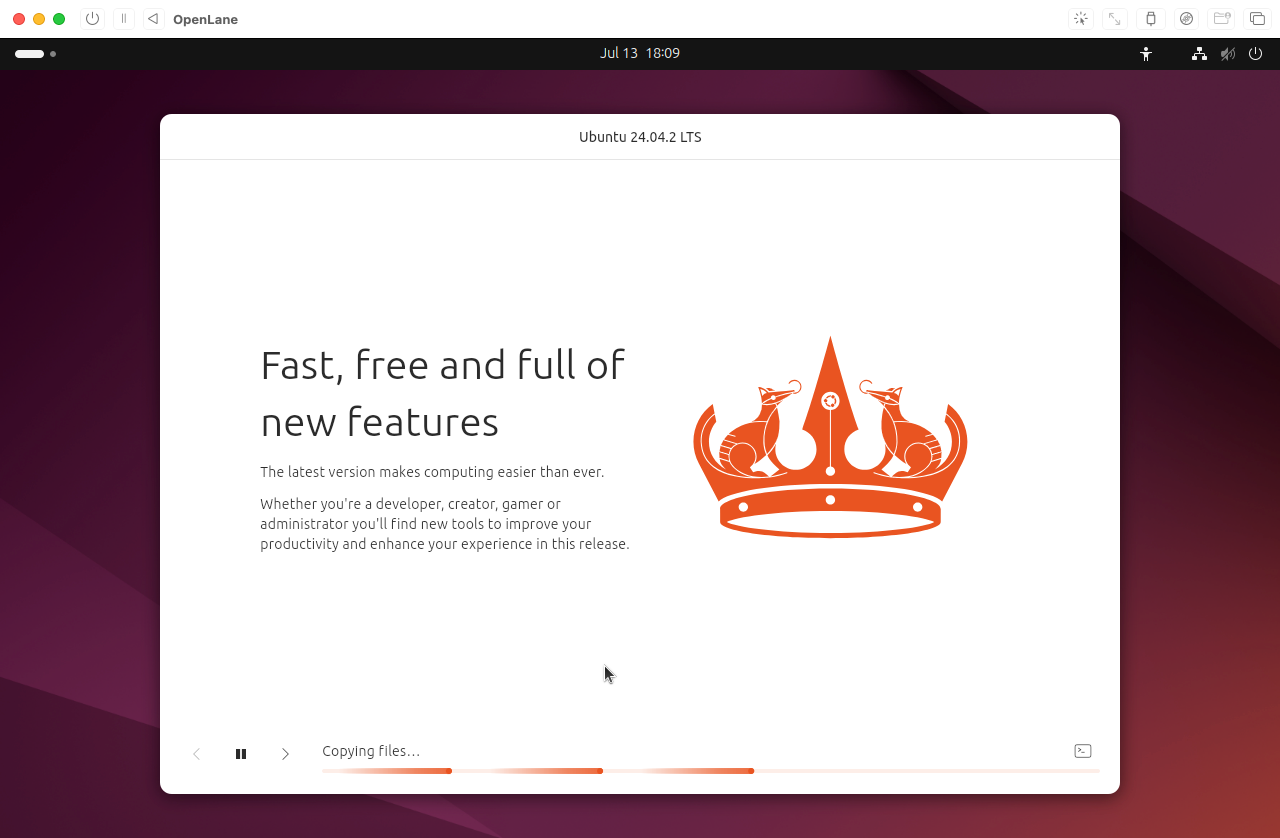 OpenLane
Jul 13 18:09
Ubuntu 24.04.2 LTS
Fast, free and full of
new features
The latest version makes computing easier than ever.
Whether you're a developer, creator, gamer or
administrator you'll find new tools to improve your
productivity and enhance your experience in this release.
Copying files…